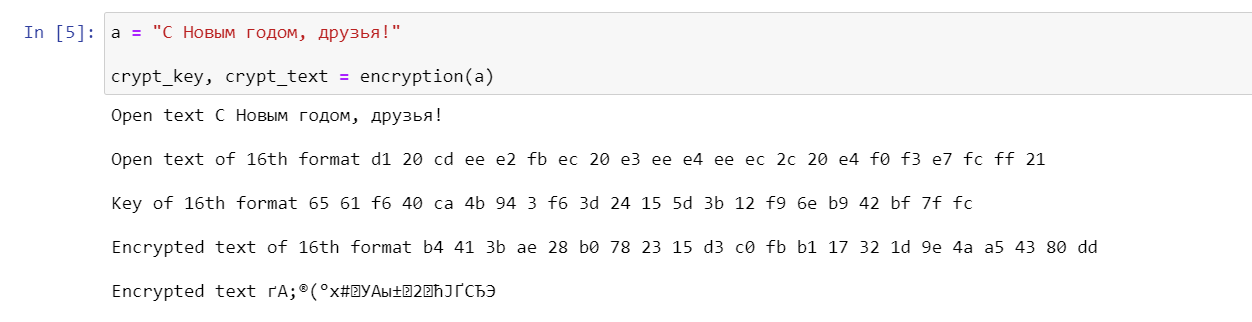 In [5]: a = "С Новым годом, друзья!"
crypt_key, crypt_text = encryption(a)
Open text С Новым годом, друзья!
Open text of 16th format d1 20 cd ee e2 fb ec 20 e3 ee e4 ee ec 2c 20 e4 f0 f3 e7 fc ff 21
Key of 16th format 65 61 f6 40 ca 4b 94 3 f6 3d 24 15 5d 3b 12 f9 6e b9 42 bf 7f fc
Encrypted text of 16th format b4 41 3b ae 28 b0 78 23 15 d3 c0 fb b1 17 32 1d 9e 4a a5 43 80 dd
Encrypted text ґA;®(°x#УАы±2ћJҐCЂЭ